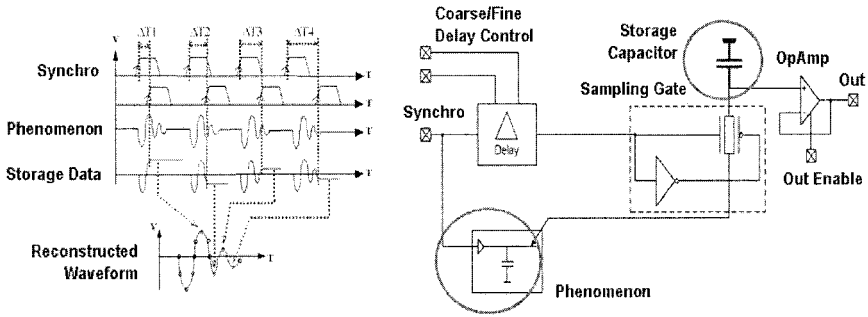 V
ΔT1 ΔT2 ΔT3 ΔT4
Synchro
T
T
Phenomenon
T
Storage Data
T
V
Reconstructed
Waveform
T
Coarse/Fine
Delay Control
Synchro
Δ
Delay
Storage
Capacitor
OpAmp
Out
Sampling Gate
Out Enable
Phenomenon